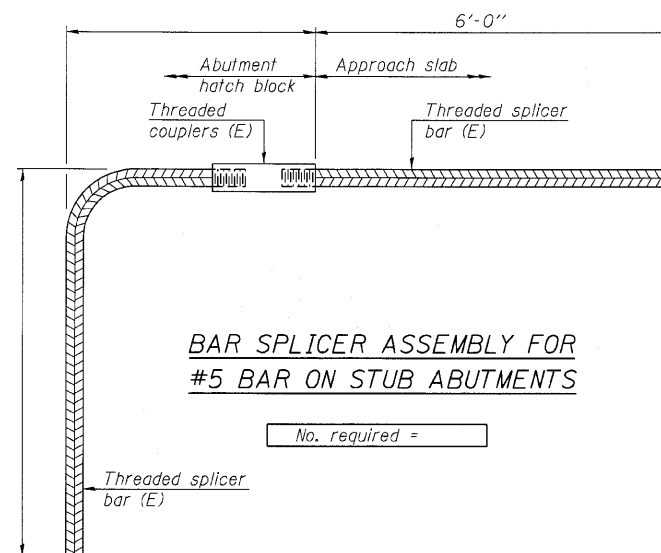 6'-0"
Abutment
hatch block
Approach slab
Threaded
couplers (E)
Threaded splicer
bar (E)
BAR SPLICER ASSEMBLY FOR
#5 BAR ON STUB ABUTMENTS
No. required =
Threaded splicer
bar (E)